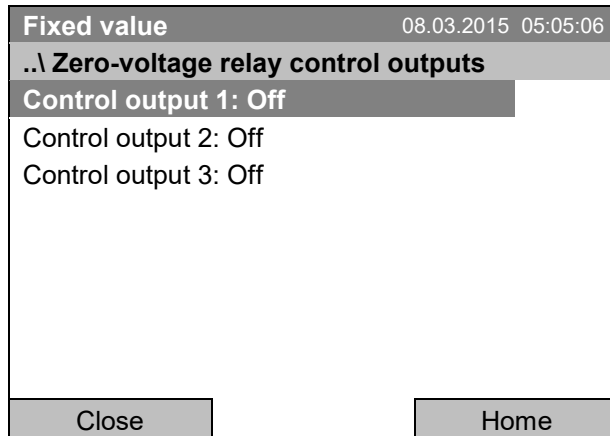 Fixed value 08.03.2015 05:05:06
..\ Zero-voltage relay control outputs
Control output 1: Off
Control output 2: Off
Control output 3: Off
Close Home